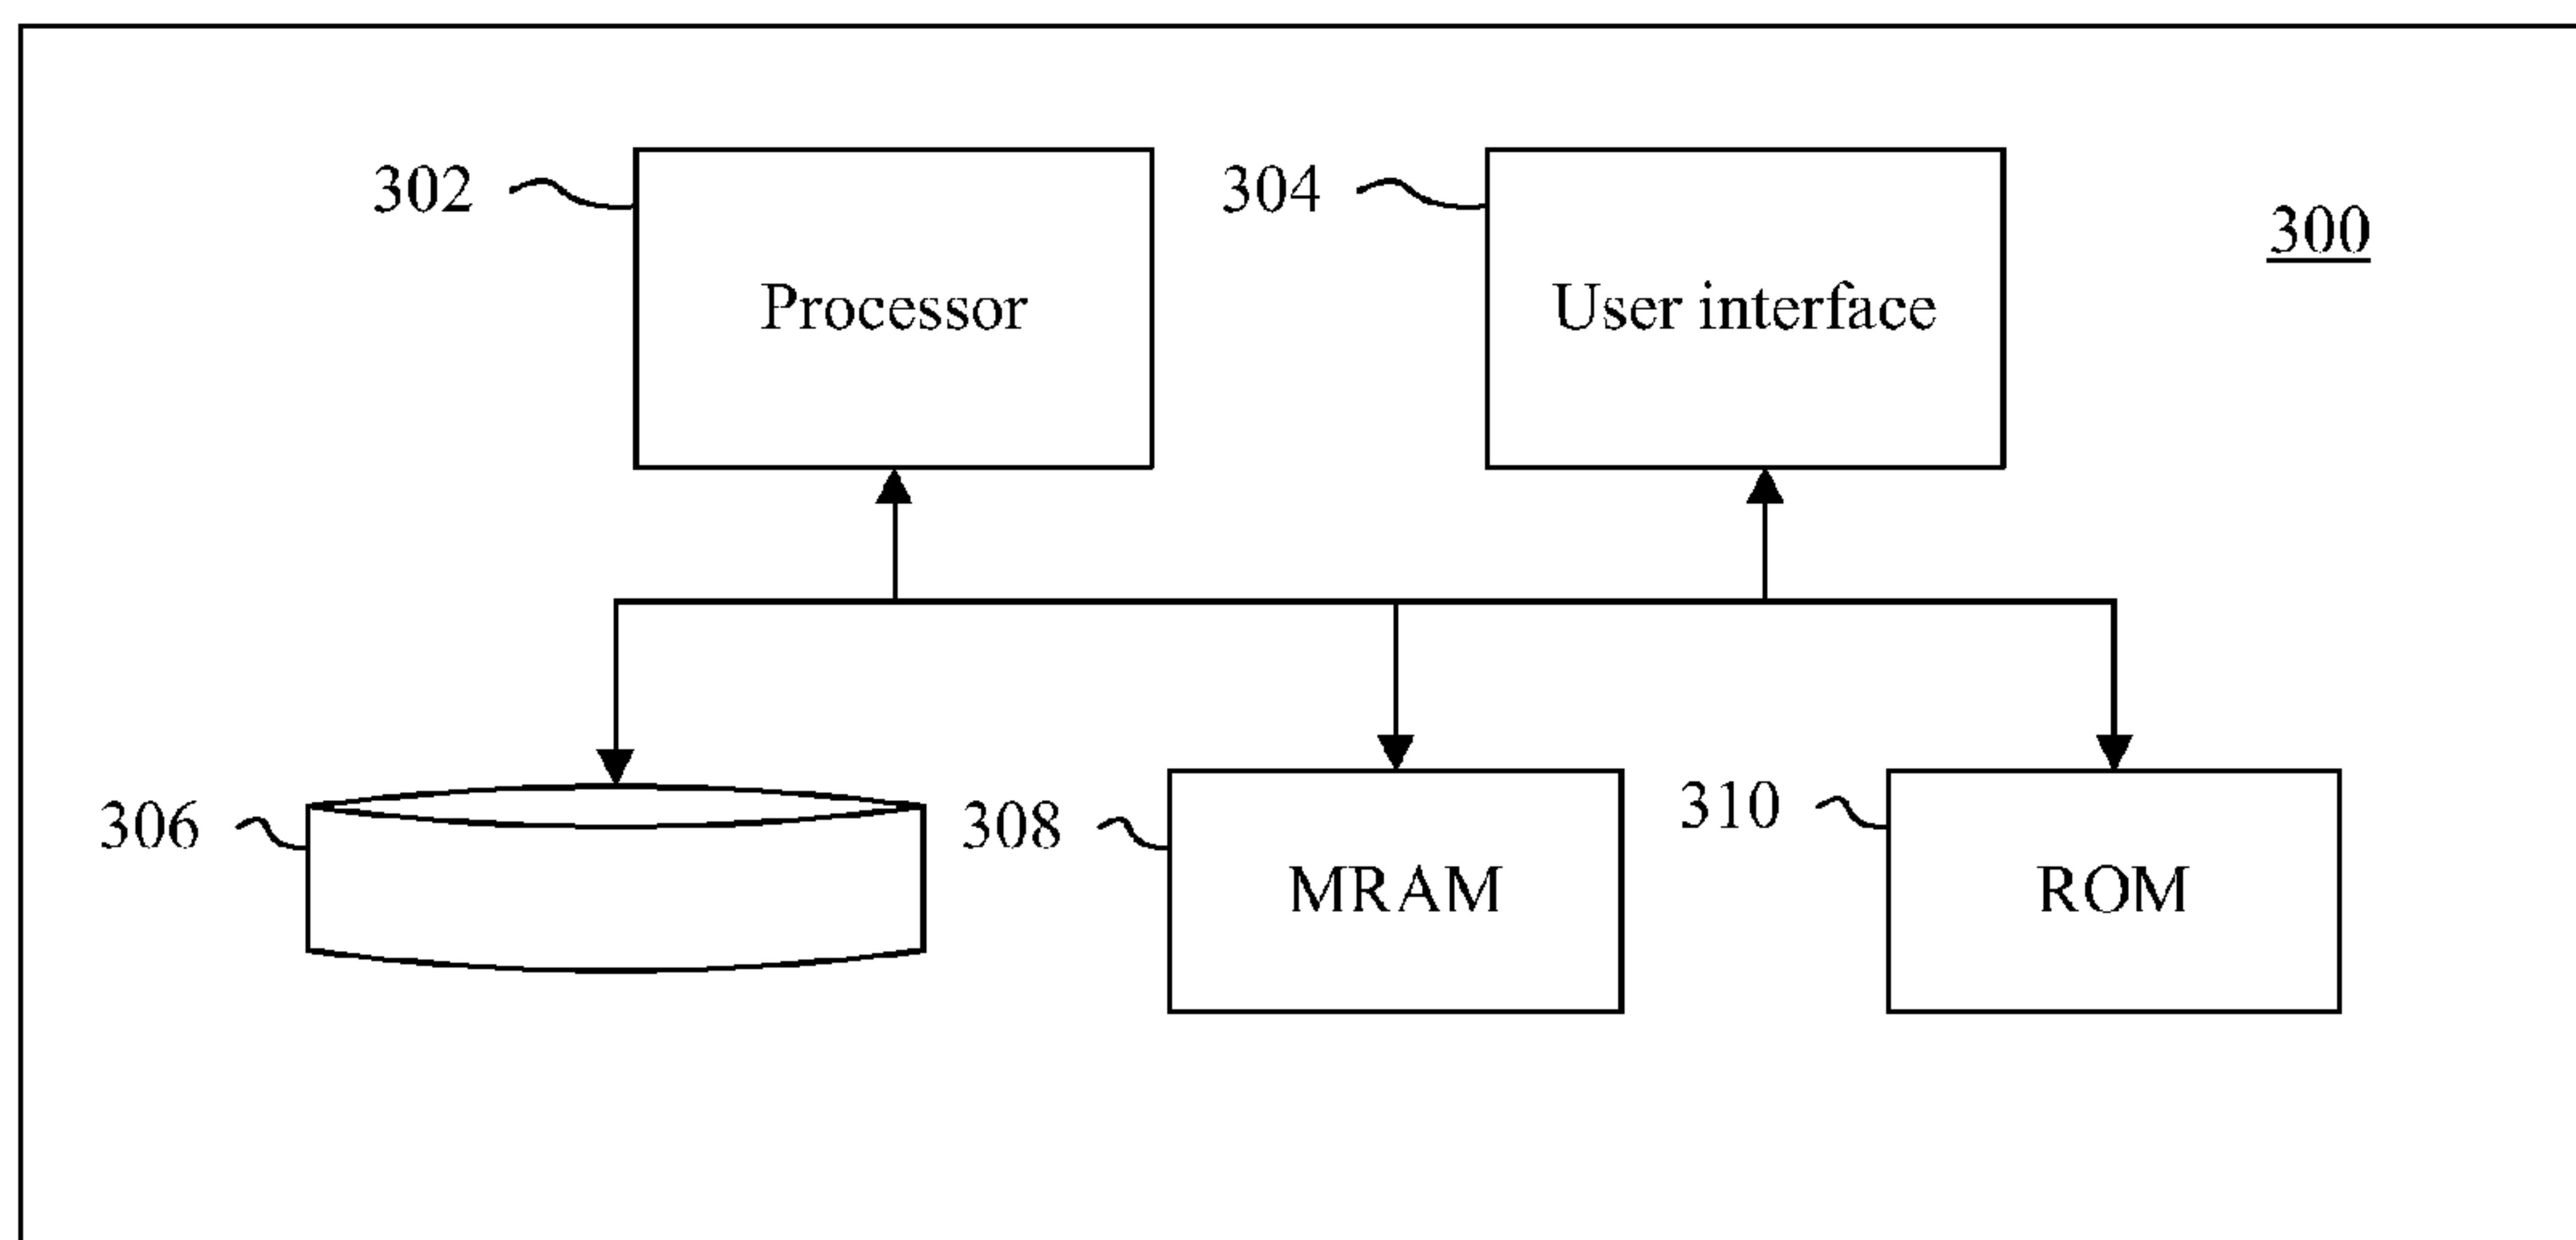 302
Processor
304
User interface
300
306
308
MRAM
310
ROM